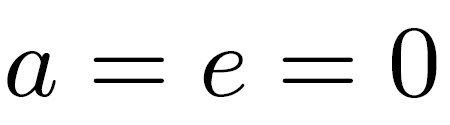 a = e = 0